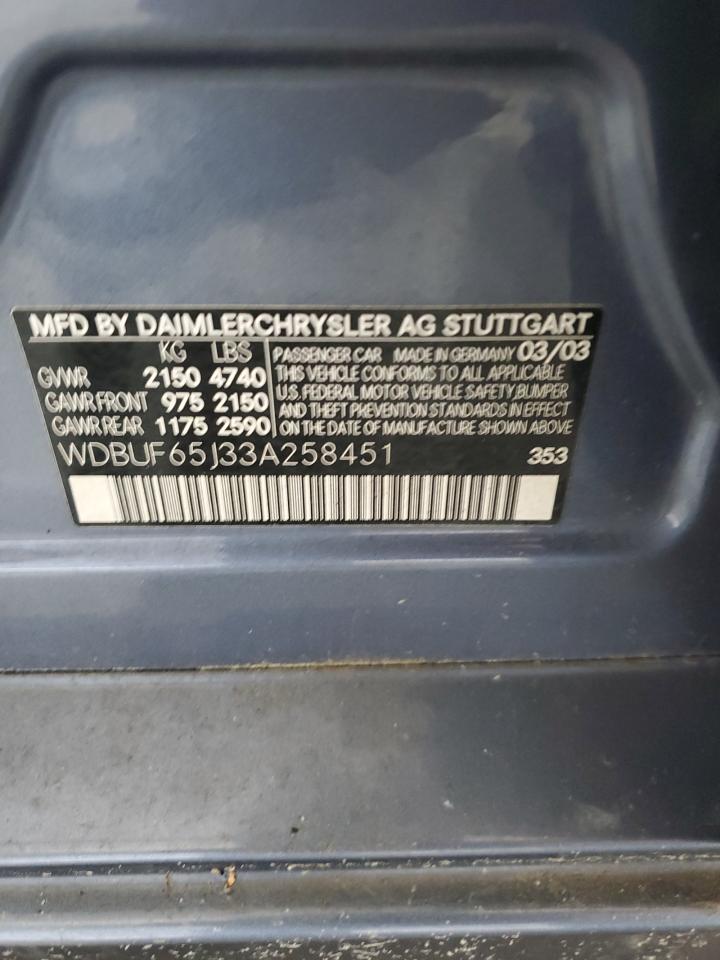 MFD BY DAIMLERCHRYSLER AG STUTTGART
KG LBS PASSENGER CAR MADE IN GERMANY 03/03
GVWR 2150 4740 THIS VEHICLE CONFORMS TO ALL APPLICABLE
GAWR FRONT 975 2150 U.S. FEDERAL MOTOR VEHICLE SAFETY, BUMPER
GAWR REAR 1175 2590 AND THEFT PREVENTION STANDARDS IN EFFECT
ON THE DATE OF MANUFACTURE SHOWN ABOVE
WDBUF65J33A258451 353